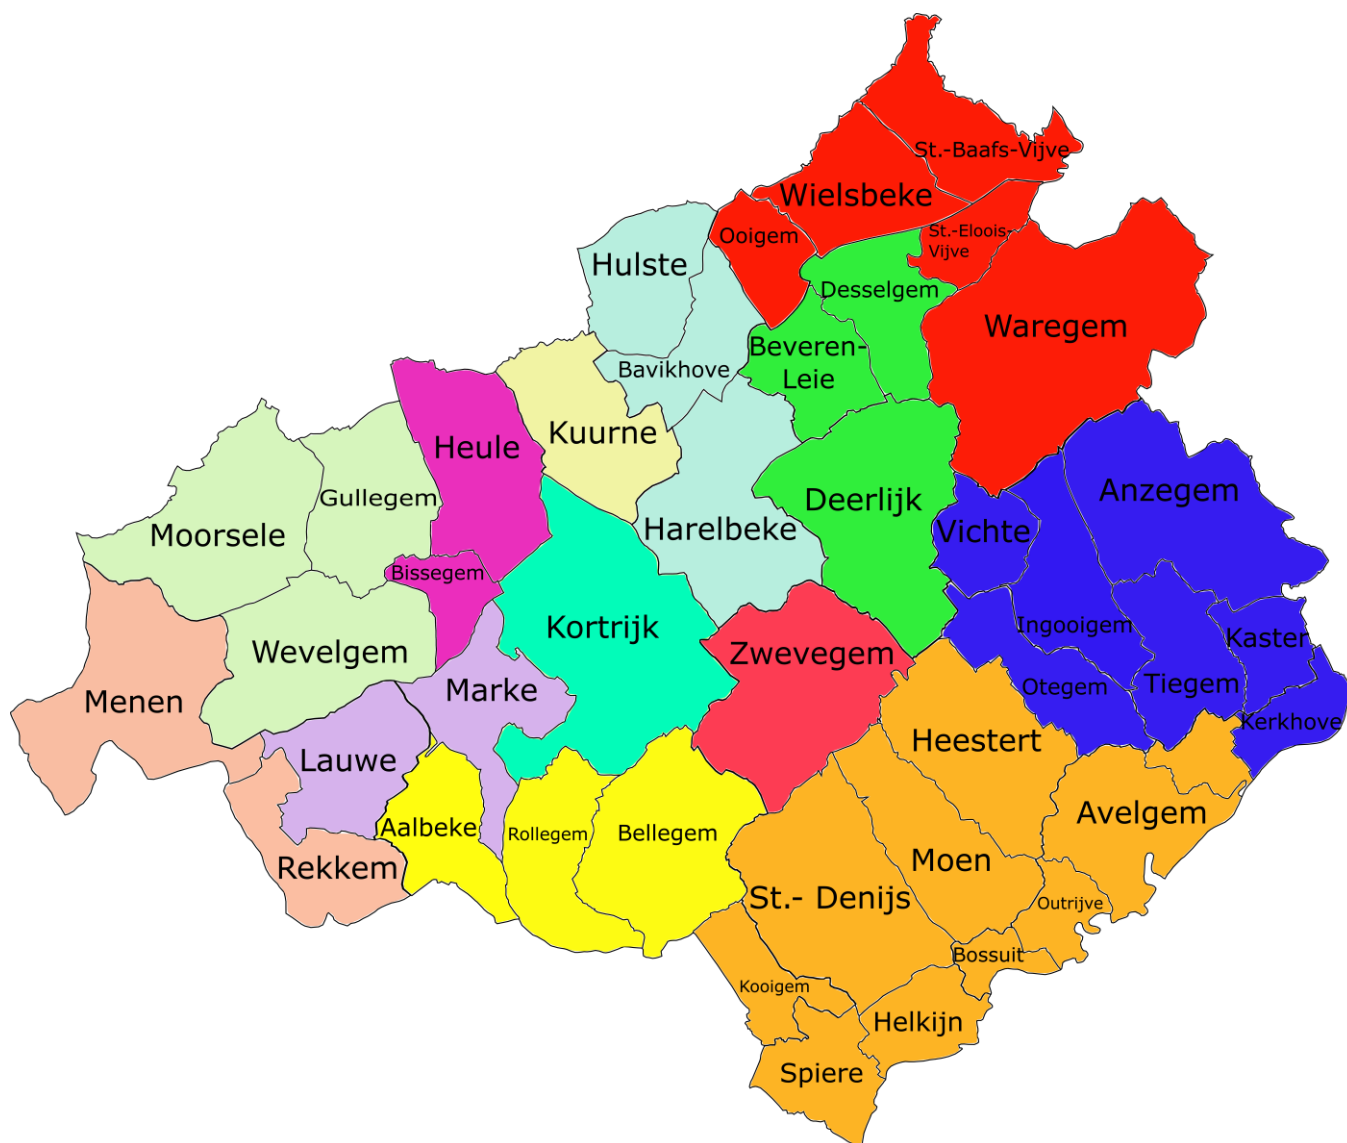 St.-Baafs-Vijve
Wielsbeke
Ooigem
St.-Eloois-
Vijve
Hulste
Desselgem
Waregem
Beveren-
Leie
Bavikhove
Kuurne
Heule
Gullegem
Moorsele
Harelbeke
Deerlijk
Vichte
Anzegem
Bissegem
Kortrijk
Wevelgem
Zwevegem
Ingooigem
Kaster
Menen
Marke
Otegem
Tiegem
Kerkhove
Lauwe
Heestert
Avelgem
Aalbeke
Rollegem
Bellegem
Rekkem
Moen
St.- Denijs
Outrijve
Bossuit
Kooigem
Helkijn
Spiere